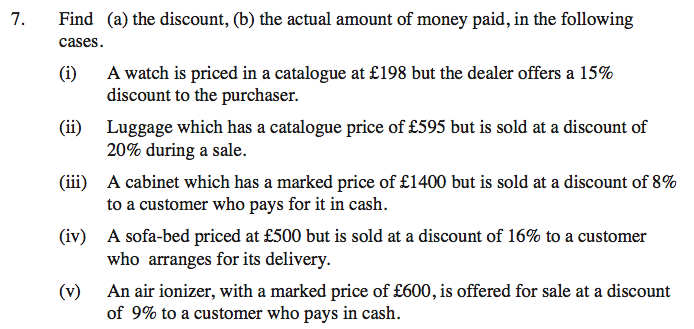 7. Find (a) the discount, (b) the actual amount of money paid, in the following
cases.
(i) A watch is priced in a catalogue at £198 but the dealer offers a 15%
discount to the purchaser.
(ii) Luggage which has a catalogue price of £595 but is sold at a discount of
20% during a sale.
(iii) A cabinet which has a marked price of £1400 but is sold at a discount of 8%
to a customer who pays for it in cash.
(iv) A sofa-bed priced at £500 but is sold at a discount of 16% to a customer
who arranges for its delivery.
(v) An air ionizer, with a marked price of £600, is offered for sale at a discount
of 9% to a customer who pays in cash.